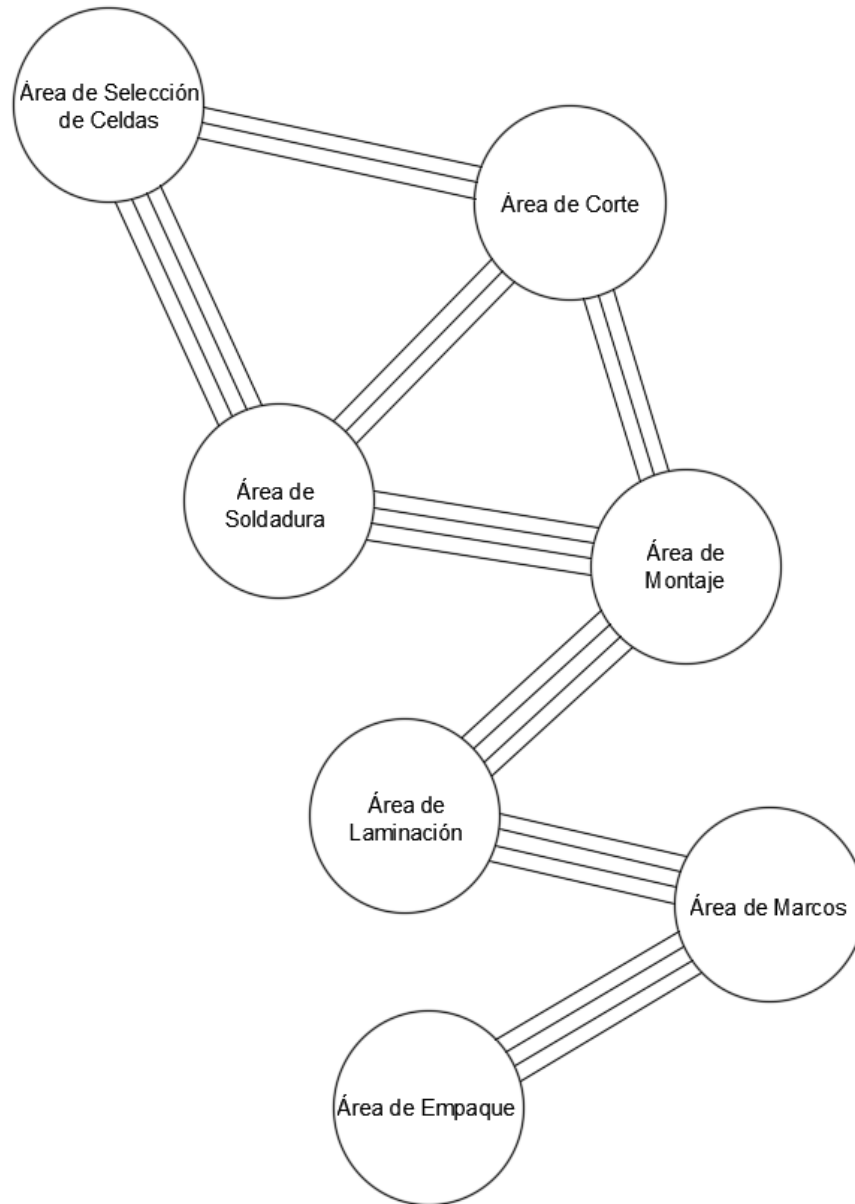 Área de Selección
de Celdas
Área de Corte
Área de
Soldadura
Área de
Montaje
Área de
Laminación
Área de Marcos
Área de Empaque